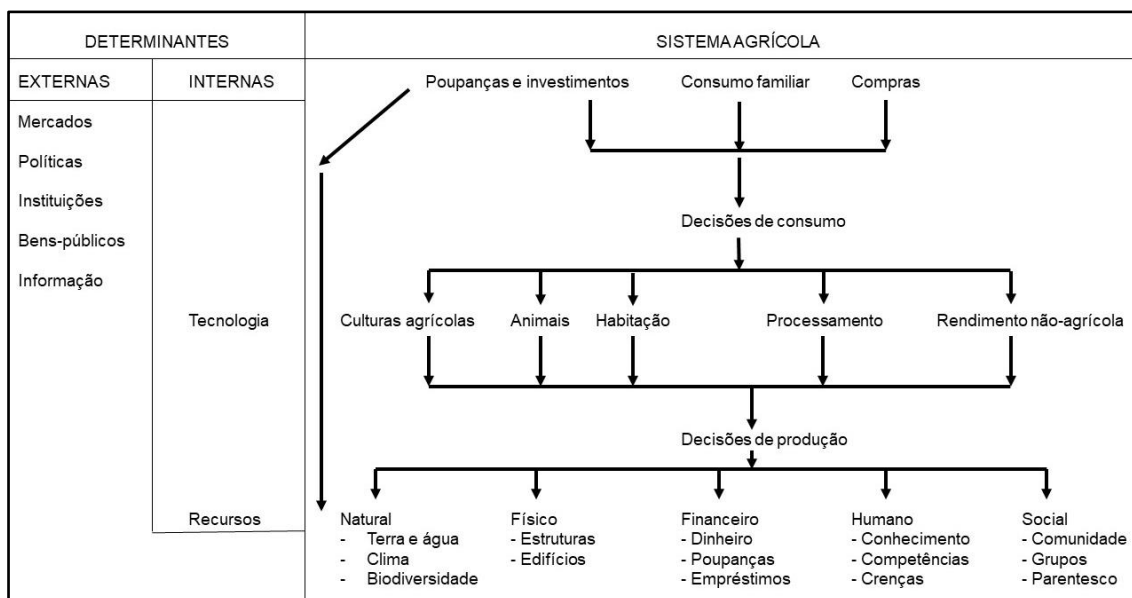 DETERMINANTES
SISTEMA AGRÍCOLA
EXTERNAS
INTERNAS
Poupanças e investimentos
Consumo familiar
Compras
Mercados
Políticas
Instituições
Bens-públicos
Informação
Decisões de consumo
Tecnologia
Culturas agrícolas
Animais
Habitação
Processamento
Rendimento não-agrícola
Decisões de produção
Recursos
Natural
- Terra e água
- Clima
- Biodiversidade
Físico
- Estruturas
- Edifícios
Financeiro
- Dinheiro
- Poupanças
- Empréstimos
Humano
- Conhecimento
- Competências
- Crenças
Social
- Comunidade
- Grupos
- Parentesco